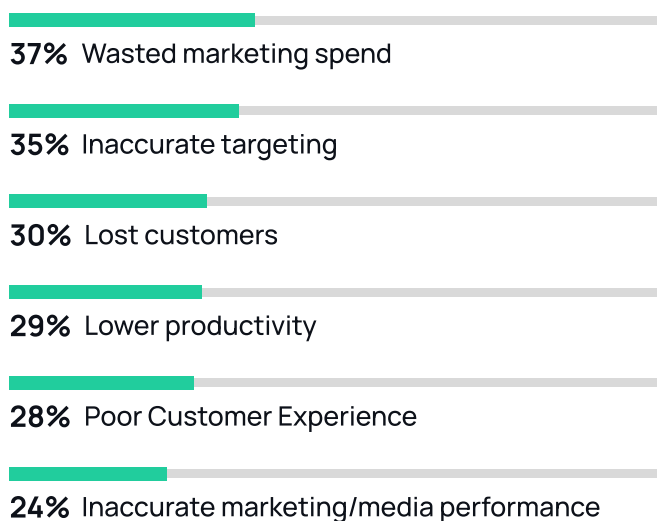 37% Wasted marketing spend
35% Inaccurate targeting
30% Lost customers
29% Lower productivity
28% Poor Customer Experience
24% Inaccurate marketing/media performance